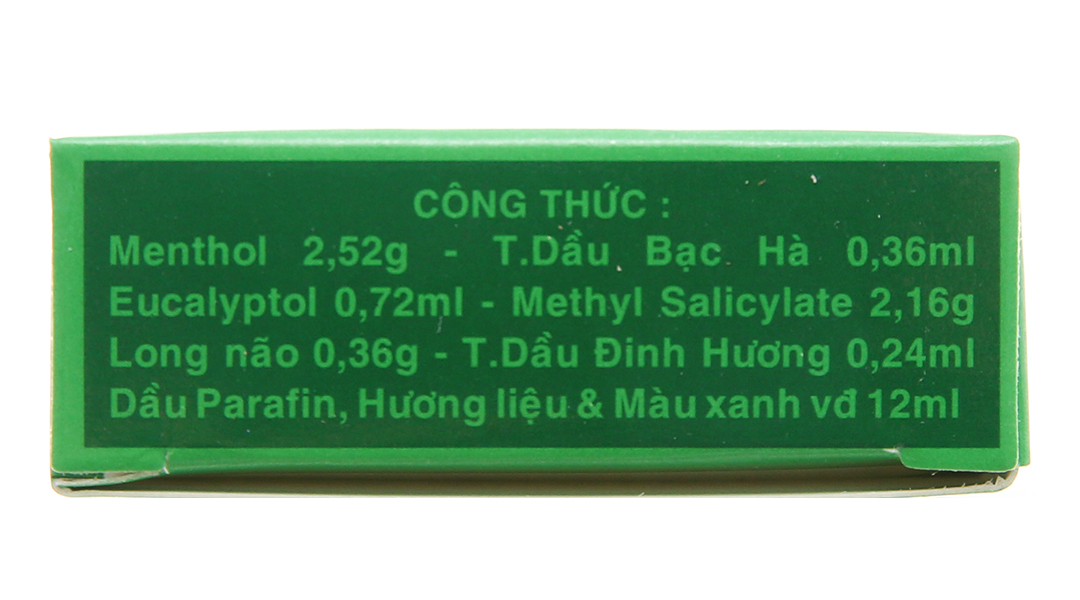 CÔNG THỨC :
Menthol 2,52g - T.Dầu Bạc Hà 0,36ml
Eucalyptol 0,72ml - Methyl Salicylate 2,16g
Long não 0,36g - T.Dầu Đinh Hương 0,24ml
Dầu Parafin, Hương liệu & Màu xanh vđ 12ml